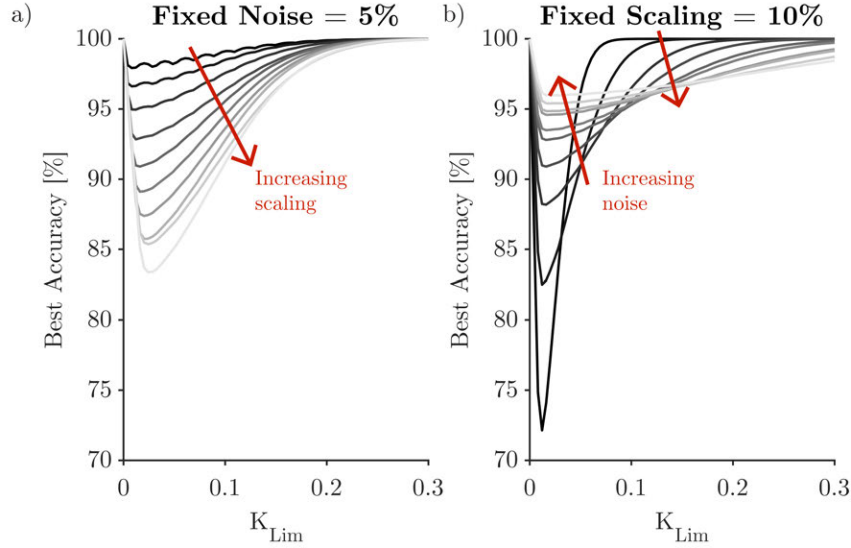 a)
Fixed Noise = 5%
100
95
90
85
80
75
70
Best Accuracy [%]
0
0.1
0.2
0.3
K_Lim
Increasing
scaling
b)
Fixed Scaling = 10%
100
95
90
85
80
75
70
Best Accuracy [%]
0
0.1
0.2
0.3
K_Lim
Increasing
noise